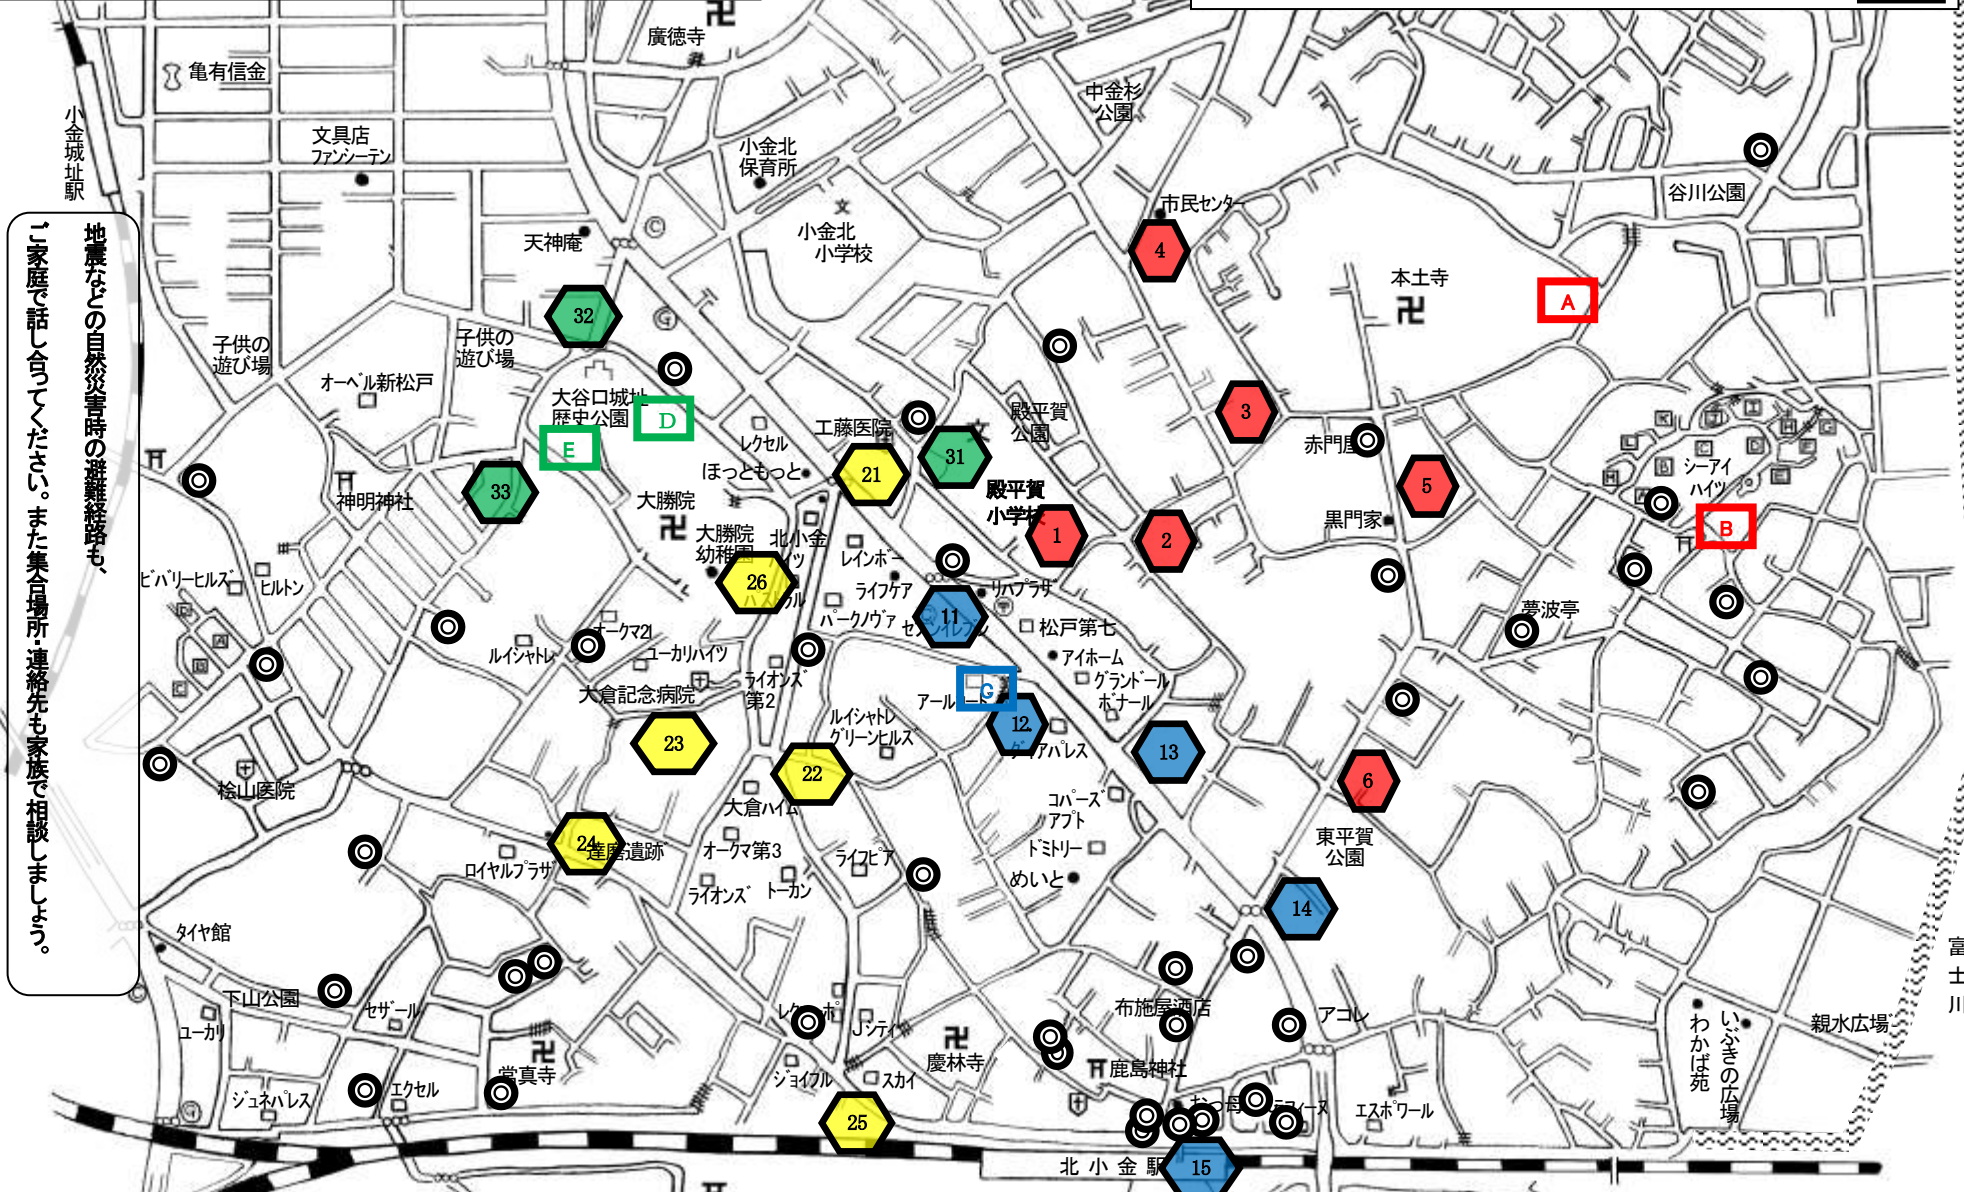 廣徳寺
亀有信金
小金城址駅
文具店
ファンシーテン
小金北
保育所
中金杉
公園
谷川公園
市民センター
天神庵
小金北
小学校
4
本土寺
A
32
地震などの自然災害時の避難経路も、
ご家庭で話し合ってください。また集合場所・連絡先も家族で相談しましょう。
子供の
遊び場
子供の
遊び場
オーベル新松戸
大谷口城址
歴史公園
D
E
レクセル
工藤医院
殿平賀
公園
3
赤門屋
ほっともっと
21
31
5
シーアイ
ハイツ
K
J
I
H
G
L
C
D
F
M
B
E
A
33
神明神社
大勝院
殿平賀
小学校
1
2
黒門家
B
大勝院
幼稚園
北小金
レインボー
26
ライフケア
リハプラザ
ビバリーヒルズ
ヒルトン
パークノヴァ
セブンイレブン
11
松戸第七
夢波亭
オークマ21
ルイシャトレ
ユーカリハイツ
アイホーム
グランドール
ボナール
D
A
B
C
大倉記念病院
ライオンズ
第2
G
12
ルイシャトレ
グリーンヒルズ
13
23
22
6
桧山医院
大倉ハイム
コパーズ
アプト
東平賀
公園
24
達磨遺跡
オークマ第3
ライフピア
ドミトリー
ロイヤルプラザ
ライオンズ
トーカン
めいと
14
タイヤ館
下山公園
セザール
ユーカリ
Jシティ
布施屋酒店
アコレ
わかば苑
いぶきの広場
親水広場
富士川
常真寺
慶林寺
鹿島神社
ジョイフル
スカイ
エクセル
ジュネパレス
エスポワール
25
北小金駅
15